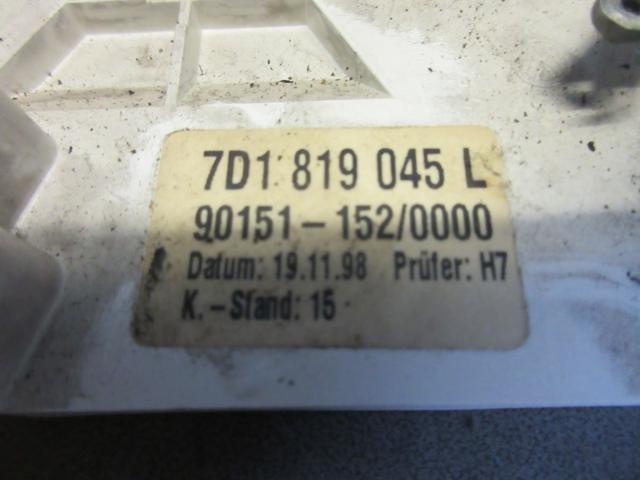 7D1 819 045 L
90151-152/0000
Datum: 19.11.98 Prüfer: H7
K.-Stand: 15